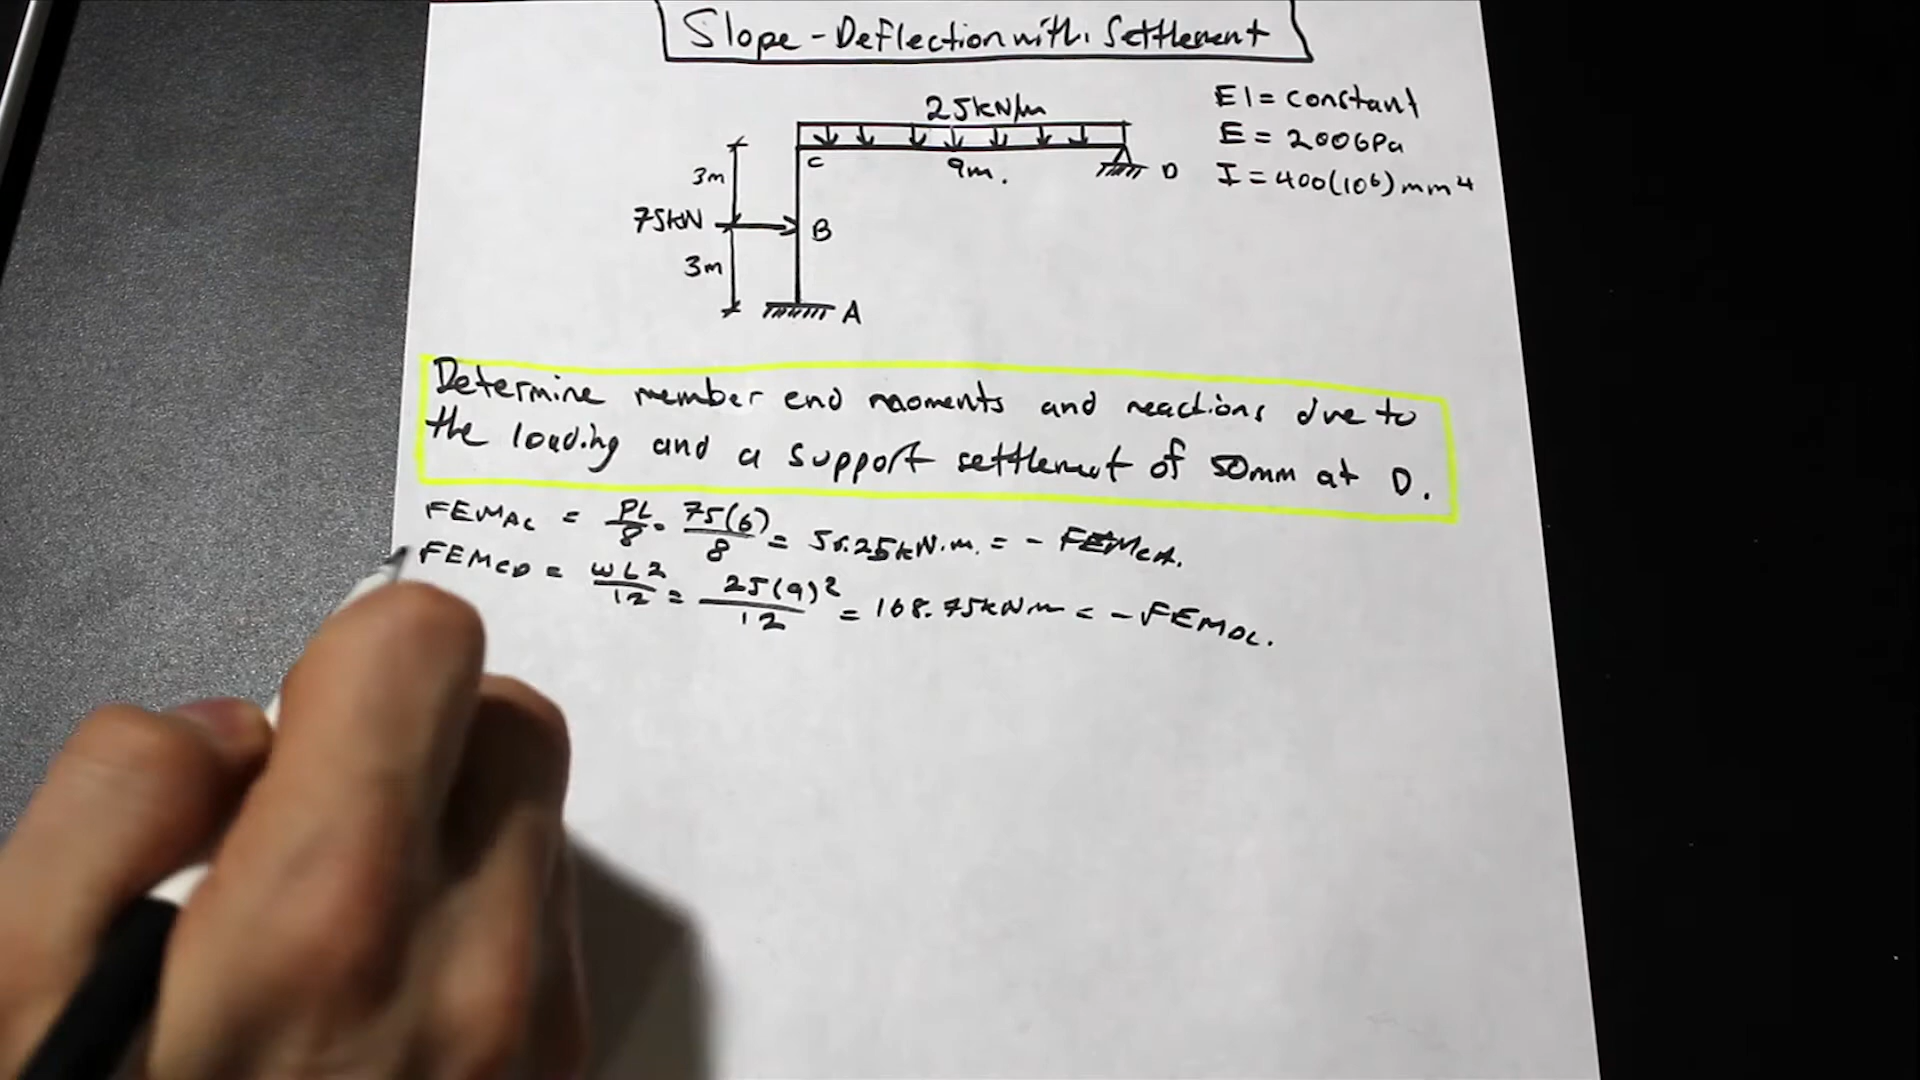 Slope-Deflection with Settlement
25kN/m
EI = constant
E = 200GPa
I = 400(10⁶) mm⁴
3m
C
9m.
D
75kN
B
3m
A
Determine member end moments and reactions due to
the loading and a support settlement of 50mm at D.
FEMAC = PL/8 = 75(6)/8 = 56.25kN.m. = - FEMCA.
FEMCD = wL²/12 = 25(9)²/12 = 168.75kNm = - FEMDC.